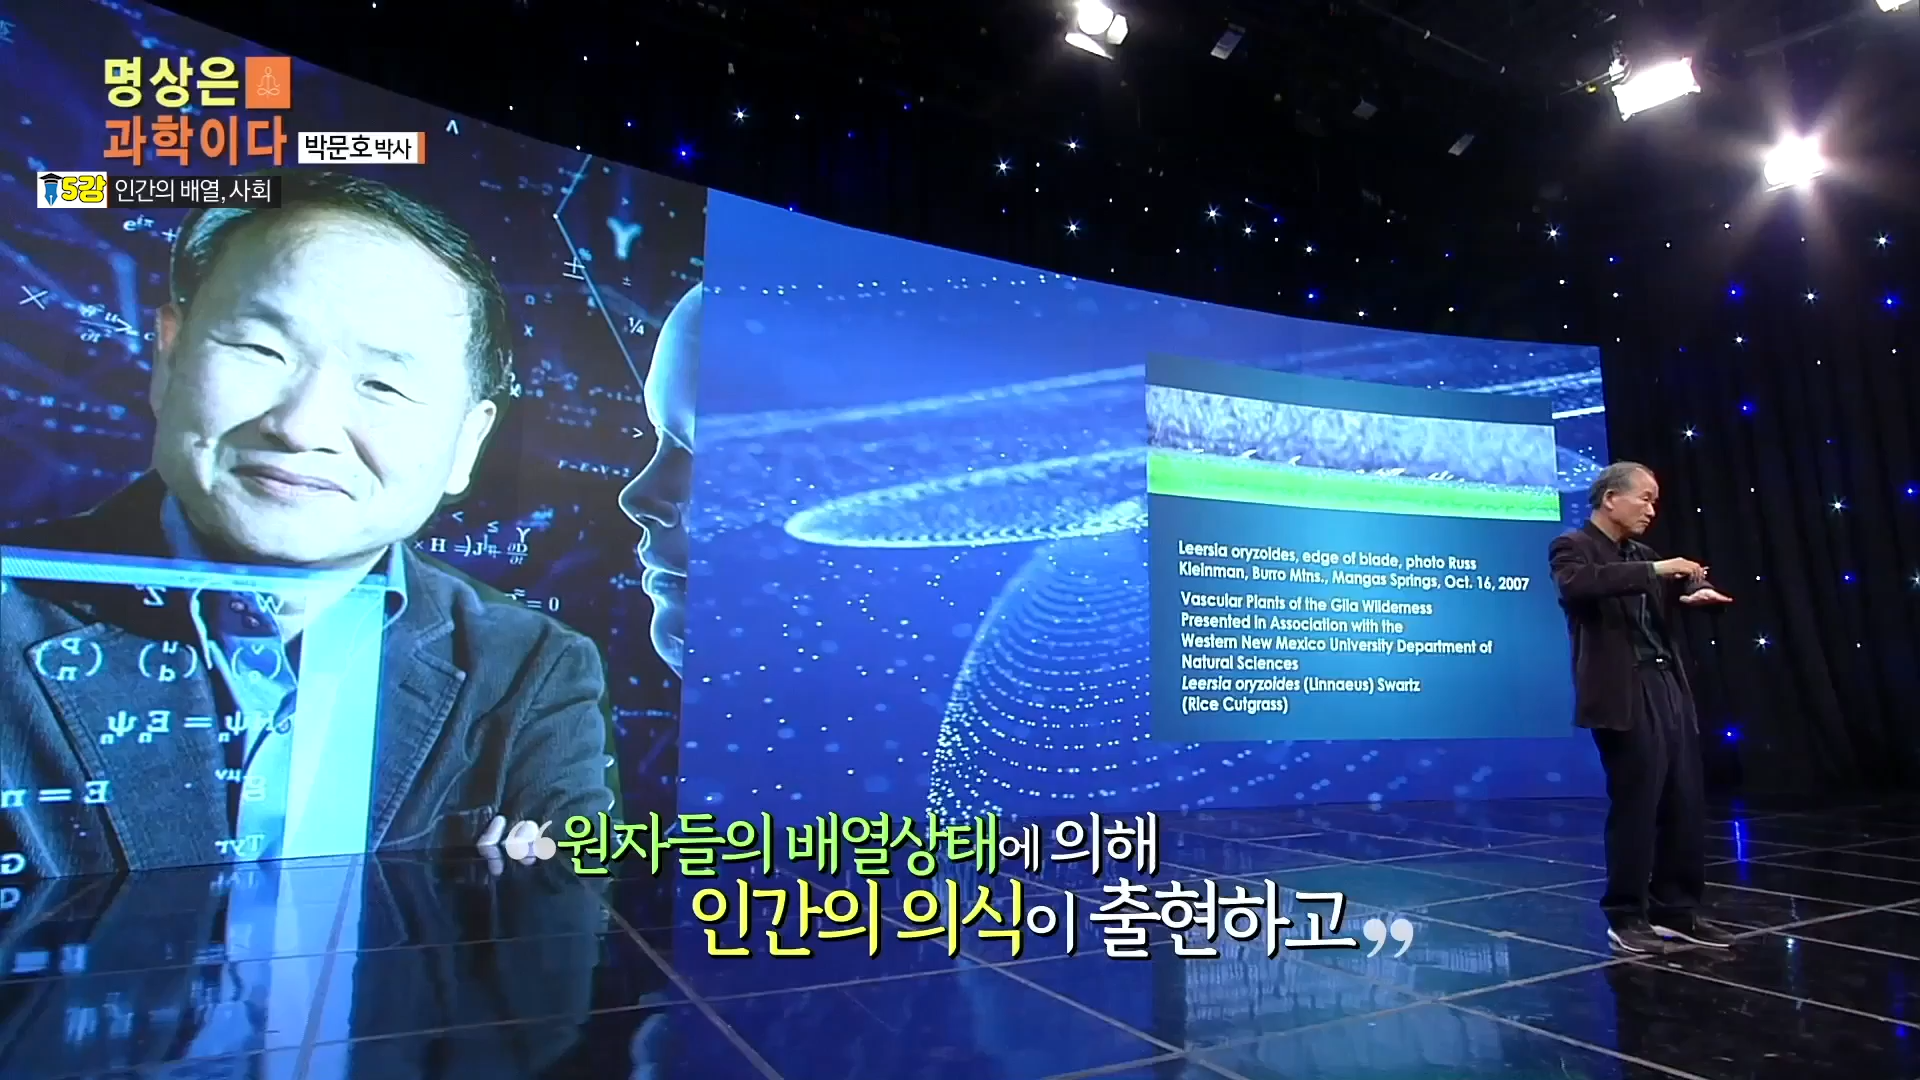 명상은
과학이다
박문호 박사
5강 인간의 배열, 사회
Leersia oryzoides, edge of blade, photo Russ
Kleinman, Burro Mtns., Mangas Springs, Oct. 16, 2007
Vascular Plants of the Gila Wilderness
Presented in Association with the
Western New Mexico University Department of
Natural Sciences
Leersia oryzoides (Linnaeus) Swartz
(Rice Cutgrass)
“원자들의 배열상태에 의해
인간의 의식이 출현하고”